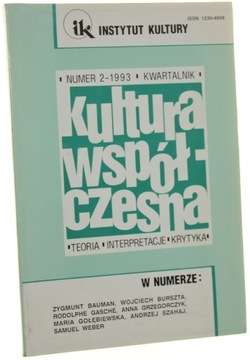 ik INSTYTUT KULTURY
ISSN 1230-4808
NUMER 2-1993 KWARTALNIK
Kultura
współ-
czesna
TEORIA INTERPRETACJE KRYTYKA
W NUMERZE:
ZYGMUNT BAUMAN, WOJCIECH BURSZTA,
RODOLPHE GASCHE, ANNA GRZEGORCZYK,
MARIA GOŁĘBIEWSKA, ANDRZEJ SZAHAJ,
SAMUEL WEBER